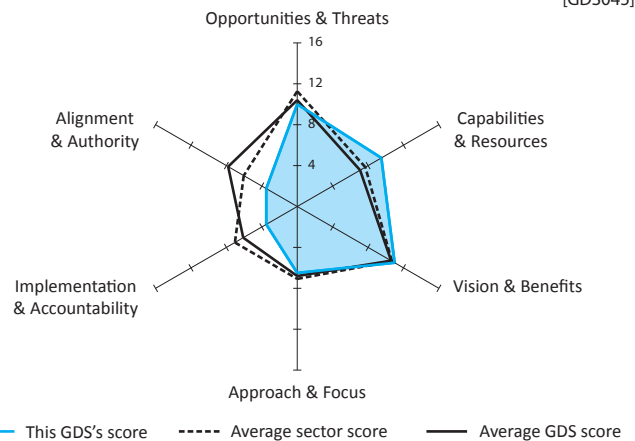 Opportunities & Threats
16
12
8
4
Alignment
& Authority
Capabilities
& Resources
Implementation
& Accountability
Vision & Benefits
Approach & Focus
This GDS's score
Average sector score
Average GDS score